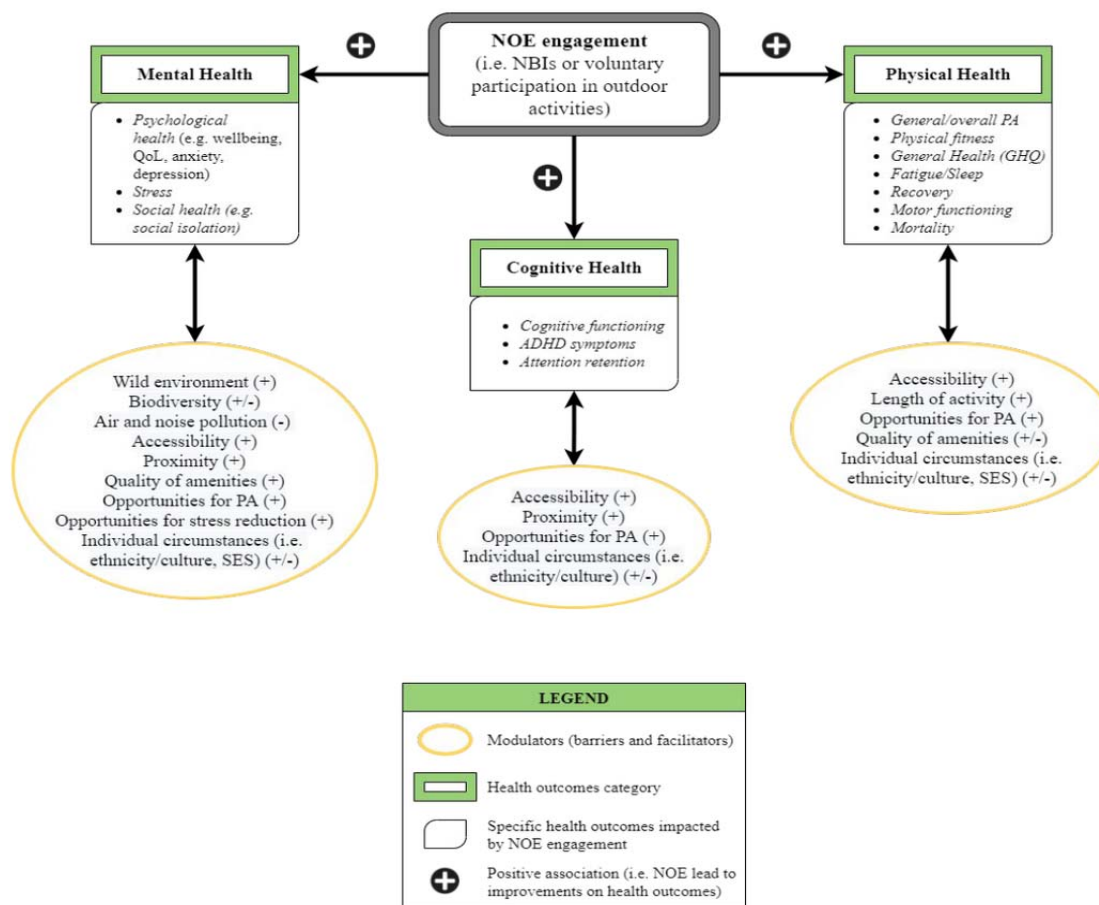 NOE engagement
(i.e. NBIs or voluntary
participation in outdoor
activities)
Mental Health
• Psychological
health (e.g. wellbeing,
QoL, anxiety,
depression)
• Stress
• Social health (e.g.
social isolation)
Wild environment (+)
Biodiversity (+/-)
Air and noise pollution (-)
Accessibility (+)
Proximity (+)
Quality of amenities (+)
Opportunities for PA (+)
Opportunities for stress reduction (+)
Individual circumstances (i.e.
ethnicity/culture, SES) (+/-)
Cognitive Health
• Cognitive functioning
• ADHD symptoms
• Attention retention
Accessibility (+)
Proximity (+)
Opportunities for PA (+)
Individual circumstances (i.e.
ethnicity/culture) (+/-)
Physical Health
• General/overall PA
• Physical fitness
• General Health (GHQ)
• Fatigue/Sleep
• Recovery
• Motor functioning
• Mortality
Accessibility (+)
Length of activity (+)
Opportunities for PA (+)
Quality of amenities (+/-)
Individual circumstances (i.e.
ethnicity/culture, SES) (+/-)
LEGEND
Modulators (barriers and facilitators)
Health outcomes category
Specific health outcomes impacted
by NOE engagement
Positive association (i.e. NOE lead to
improvements on health outcomes)